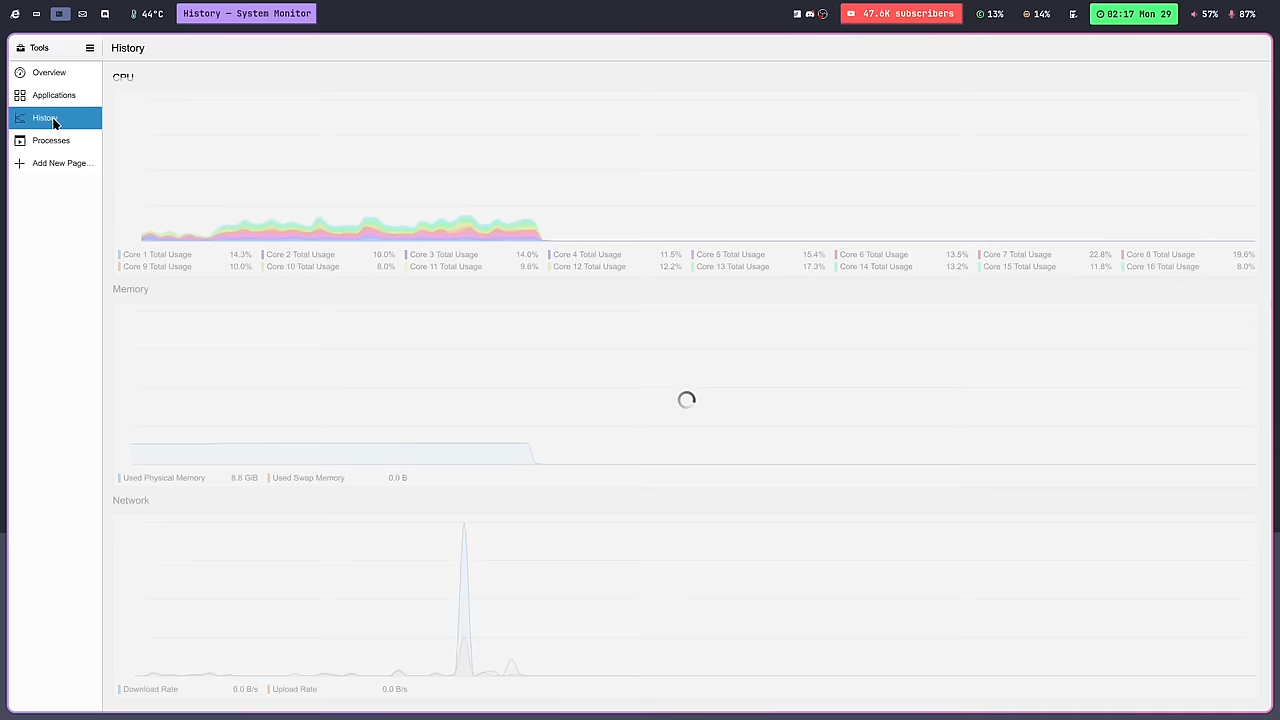 44°C
History — System Monitor
47.6K subscribers
13%
14%
02:17 Mon 29
57%
87%
Tools
History
Overview
Applications
History
Processes
Add New Page...
CPU
Core 1 Total Usage 14.3% Core 2 Total Usage 10.0% Core 3 Total Usage 14.0% Core 4 Total Usage 11.5% Core 5 Total Usage 15.4% Core 6 Total Usage 13.5% Core 7 Total Usage 22.8% Core 8 Total Usage 19.6%
Core 9 Total Usage 10.0% Core 10 Total Usage 8.0% Core 11 Total Usage 9.6% Core 12 Total Usage 12.2% Core 13 Total Usage 17.3% Core 14 Total Usage 13.2% Core 15 Total Usage 11.8% Core 16 Total Usage 8.0%
Memory
Used Physical Memory 8.8 GiB Used Swap Memory 0.0 B
Network
Download Rate 0.0 B/s Upload Rate 0.0 B/s